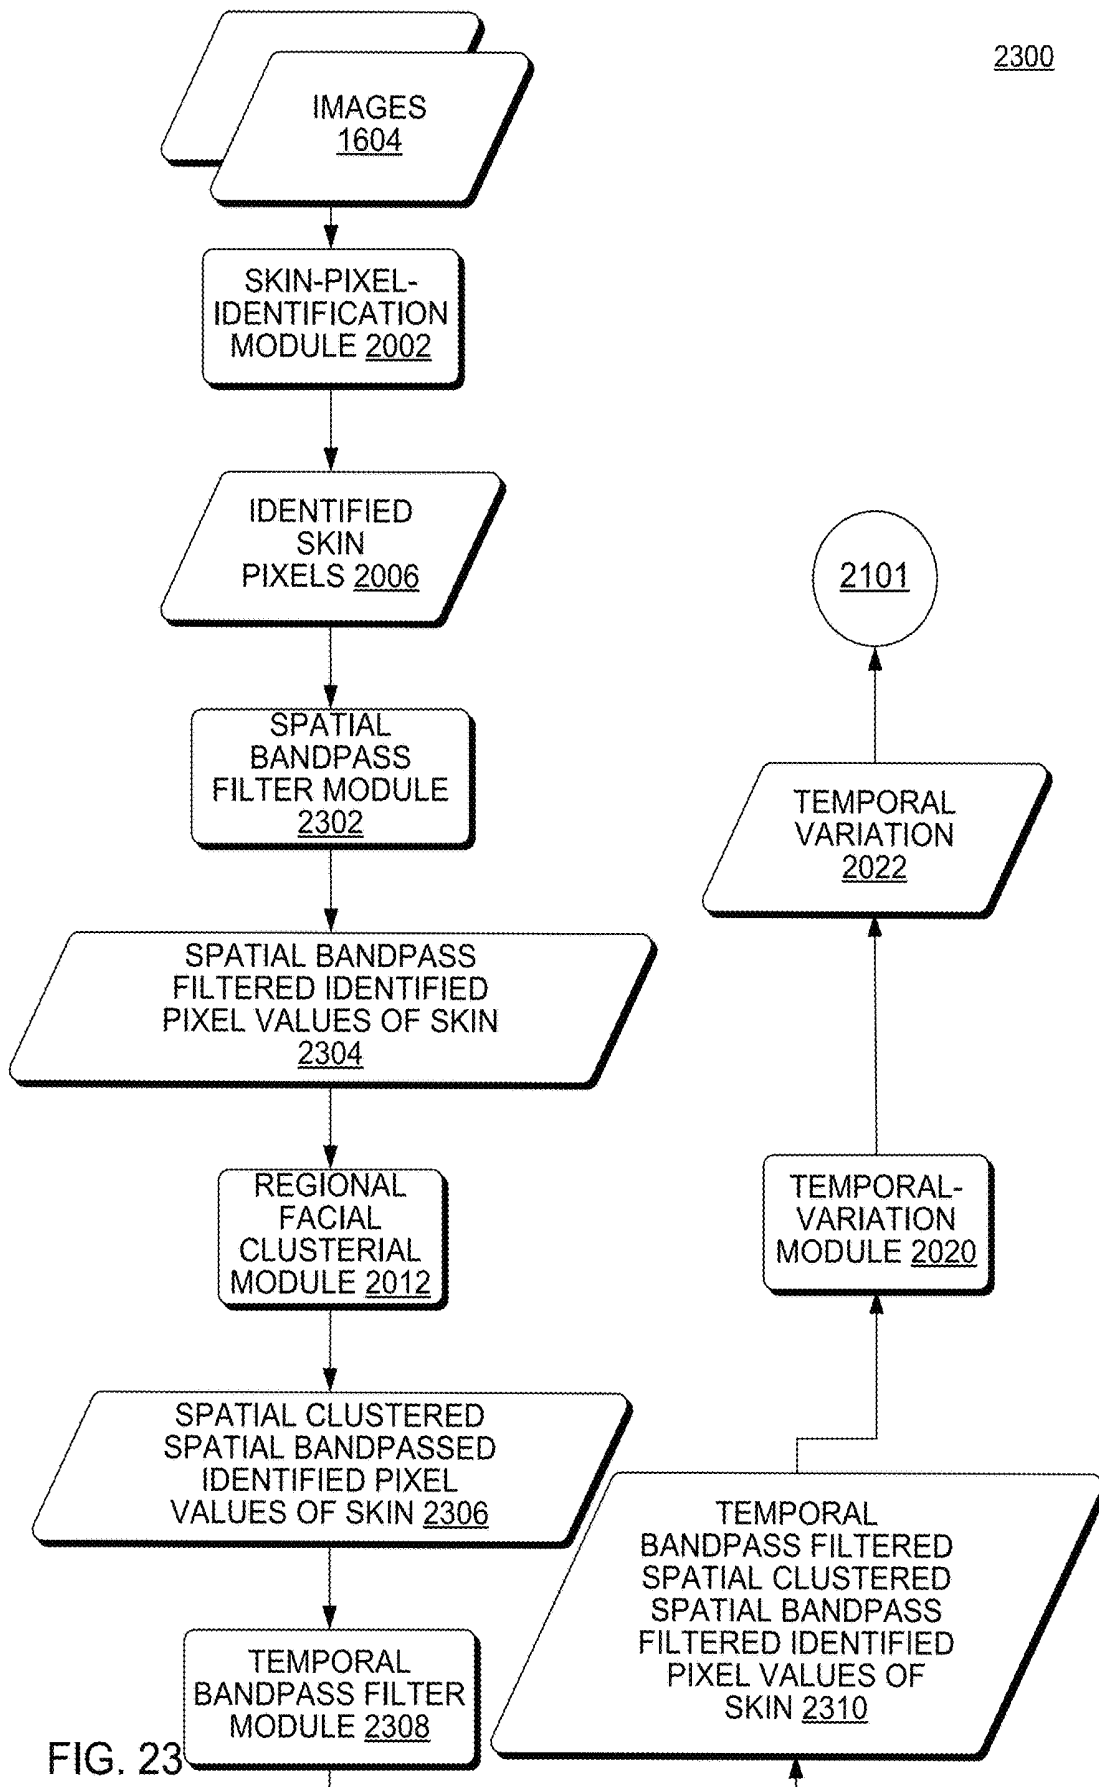 2300
IMAGES
1604
SKIN-PIXEL-
IDENTIFICATION
MODULE 2002
IDENTIFIED
SKIN
PIXELS 2006
SPATIAL
BANDPASS
FILTER MODULE
2302
SPATIAL BANDPASS
FILTERED IDENTIFIED
PIXEL VALUES OF SKIN
2304
REGIONAL
FACIAL
CLUSTERIAL
MODULE 2012
SPATIAL CLUSTERED
SPATIAL BANDPASSED
IDENTIFIED PIXEL
VALUES OF SKIN 2306
TEMPORAL
BANDPASS FILTER
MODULE 2308
TEMPORAL
BANDPASS FILTERED
SPATIAL CLUSTERED
SPATIAL BANDPASS
FILTERED IDENTIFIED
PIXEL VALUES OF
SKIN 2310
TEMPORAL-
VARIATION
MODULE 2020
TEMPORAL
VARIATION
2022
2101
FIG. 23